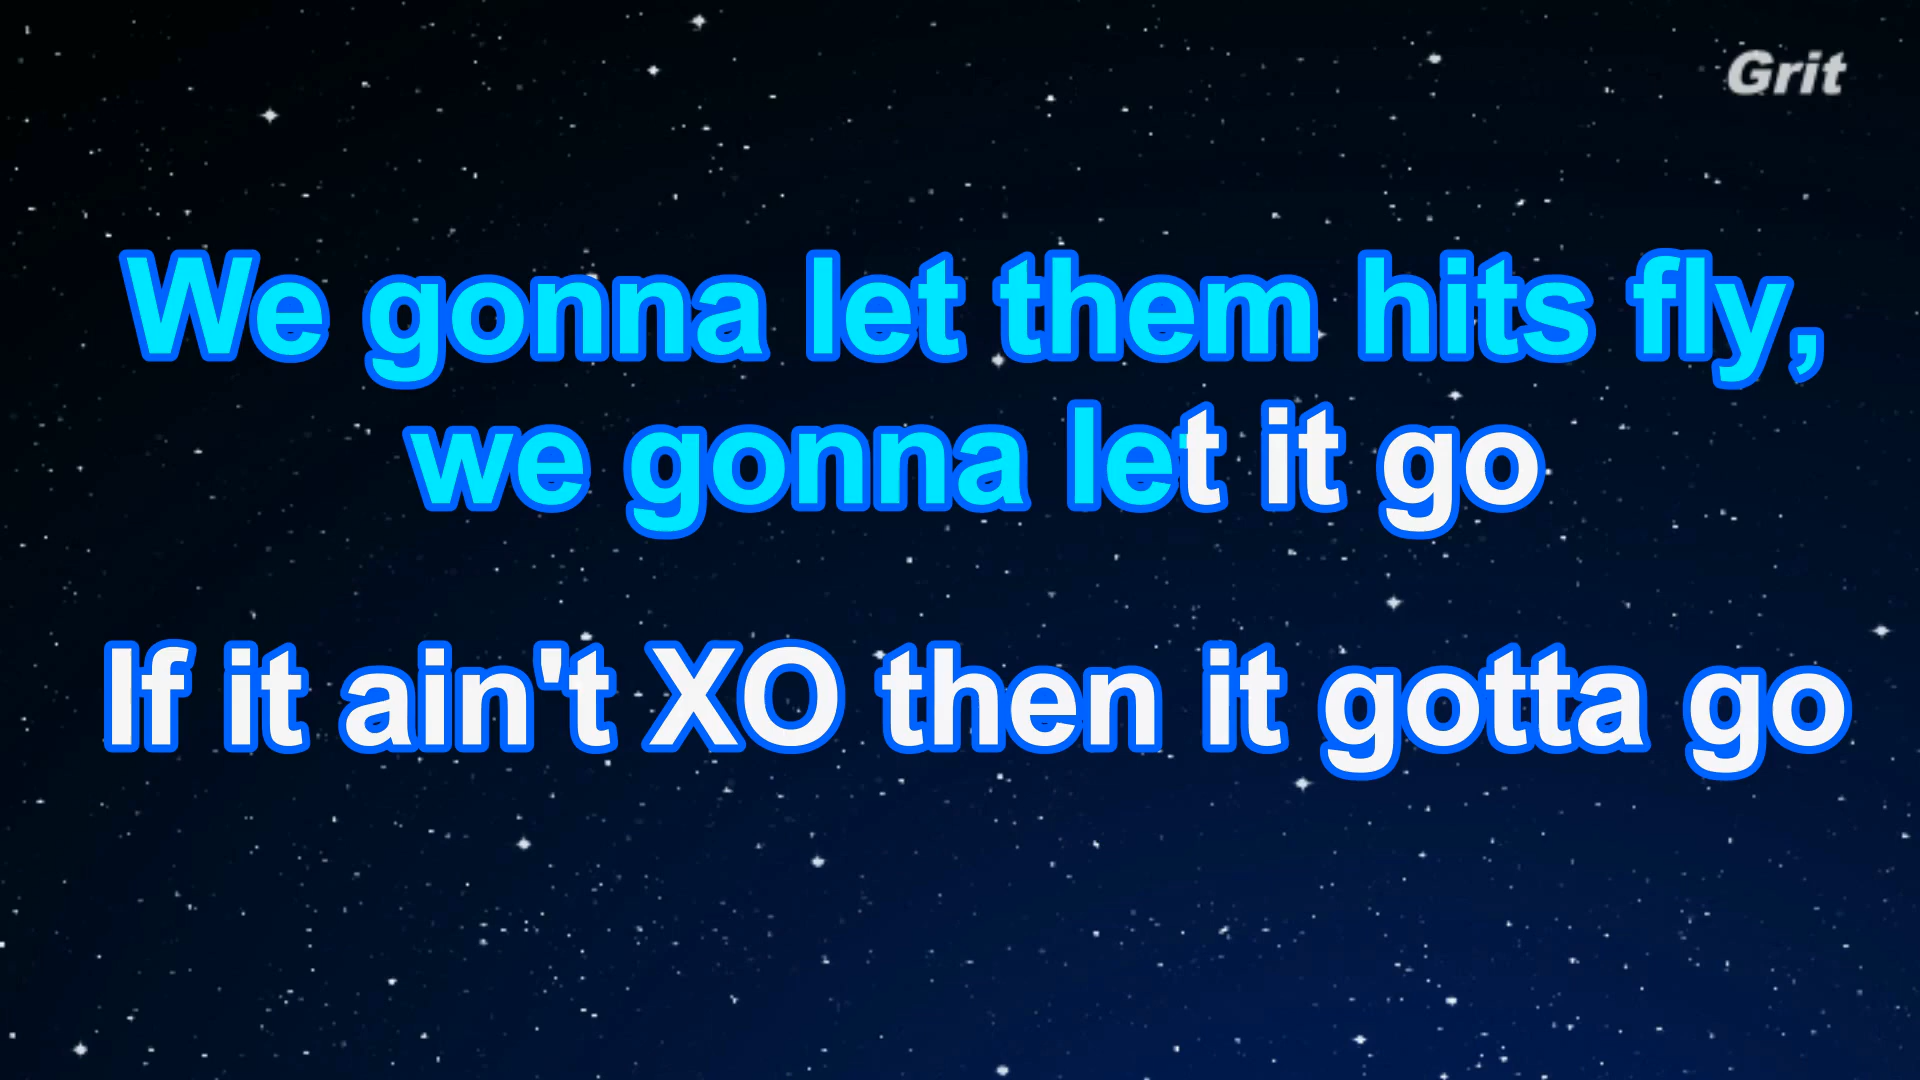 Grit
We gonna let them hits fly,
we gonna let it go
If it ain't XO then it gotta go